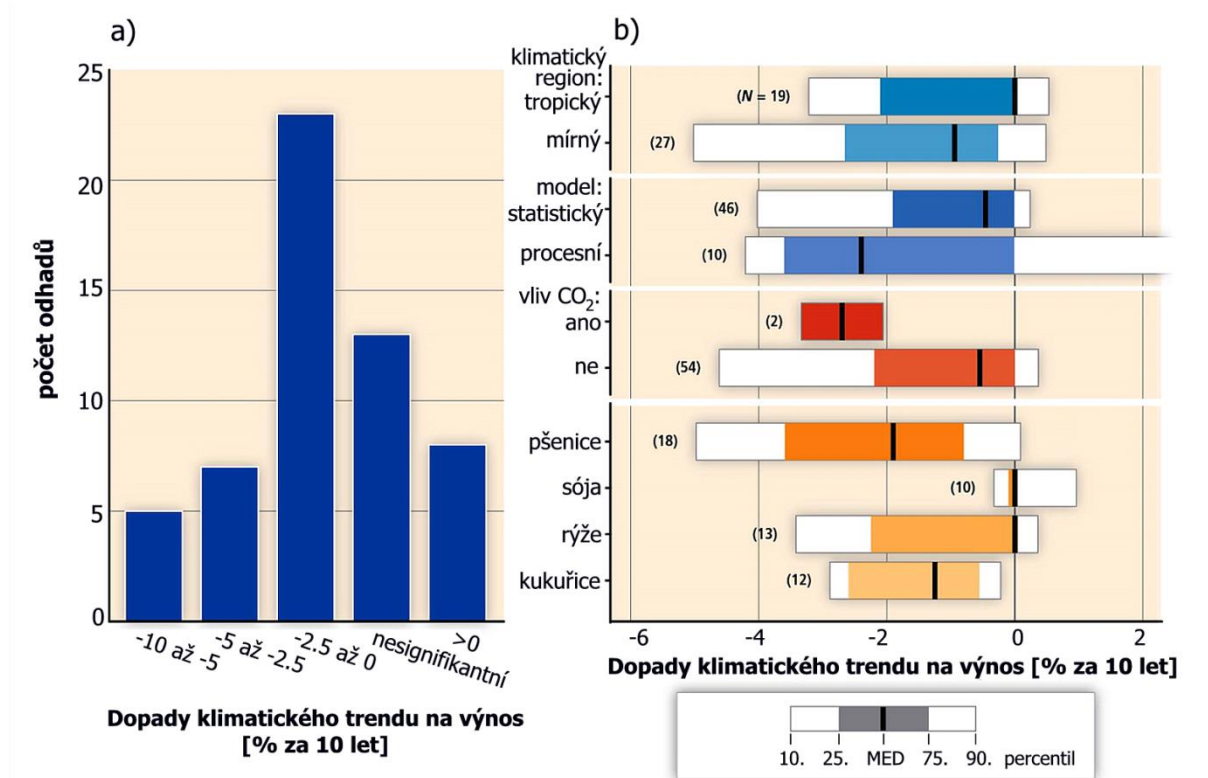 a)
25
20
15
10
5
0
počet odhadů
-10 až -5
-5 až -2.5
-2.5 až 0
nesignifikantní
>0
Dopady klimatického trendu na výnos
[% za 10 let]
b)
klimatický
region:
tropický
(N = 19)
mírný
(27)
model:
statistický
(46)
procesní
(10)
vliv CO2:
ano
(2)
ne
(54)
pšenice
(18)
sója
(10)
rýže
(13)
kukuřice
(12)
-6 -4 -2 0 2
Dopady klimatického trendu na výnos [% za 10 let]
10. 25. MED 75. 90. percentil